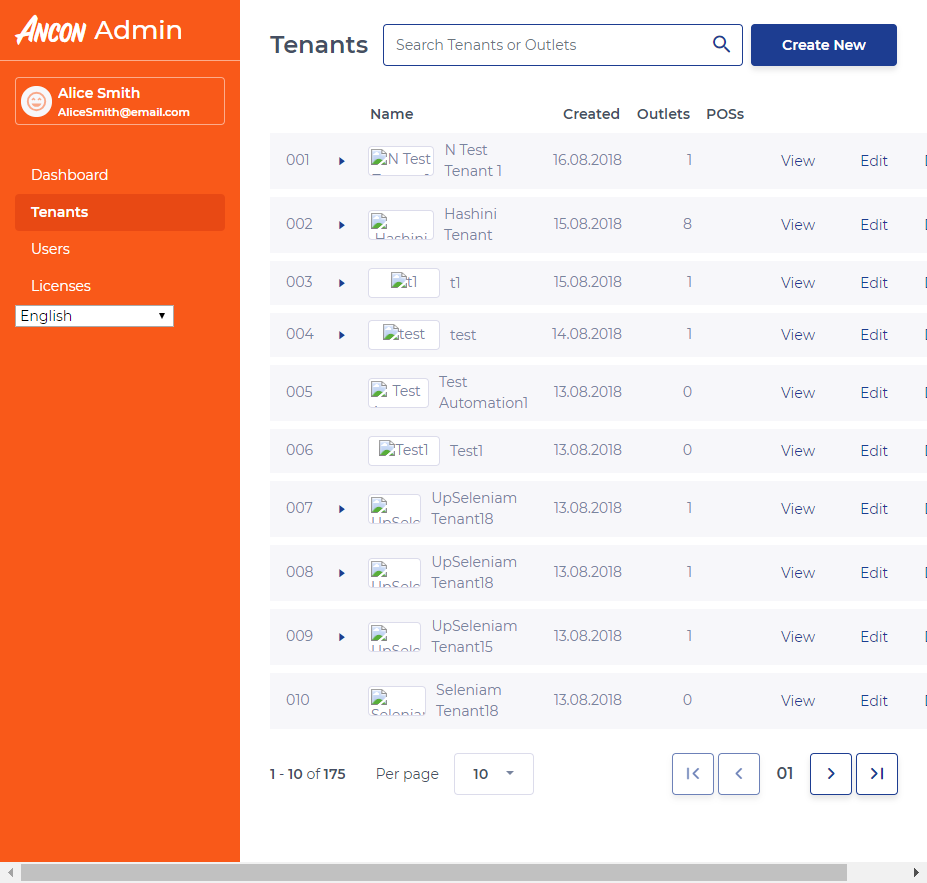 ANCON Admin
Alice Smith
AliceSmith@email.com
Dashboard
Tenants
Users
Licenses
English
Tenants Search Tenants or Outlets Create New
Name Created Outlets POSs
001 N Test N Test Tenant 1 16.08.2018 1 View Edit
002 Hashini Hashini Tenant 15.08.2018 8 View Edit
003 t1 t1 15.08.2018 1 View Edit
004 test test 14.08.2018 1 View Edit
005 Test Test Automation1 13.08.2018 0 View Edit
006 Test1 Test1 13.08.2018 0 View Edit
007 UpSeleniam Tenant18 13.08.2018 1 View Edit
008 UpSeleniam Tenant18 13.08.2018 1 View Edit
009 UpSeleniam Tenant15 13.08.2018 1 View Edit
010 Seleniam Tenant18 13.08.2018 0 View Edit
1 - 10 of 175 Per page 10 01